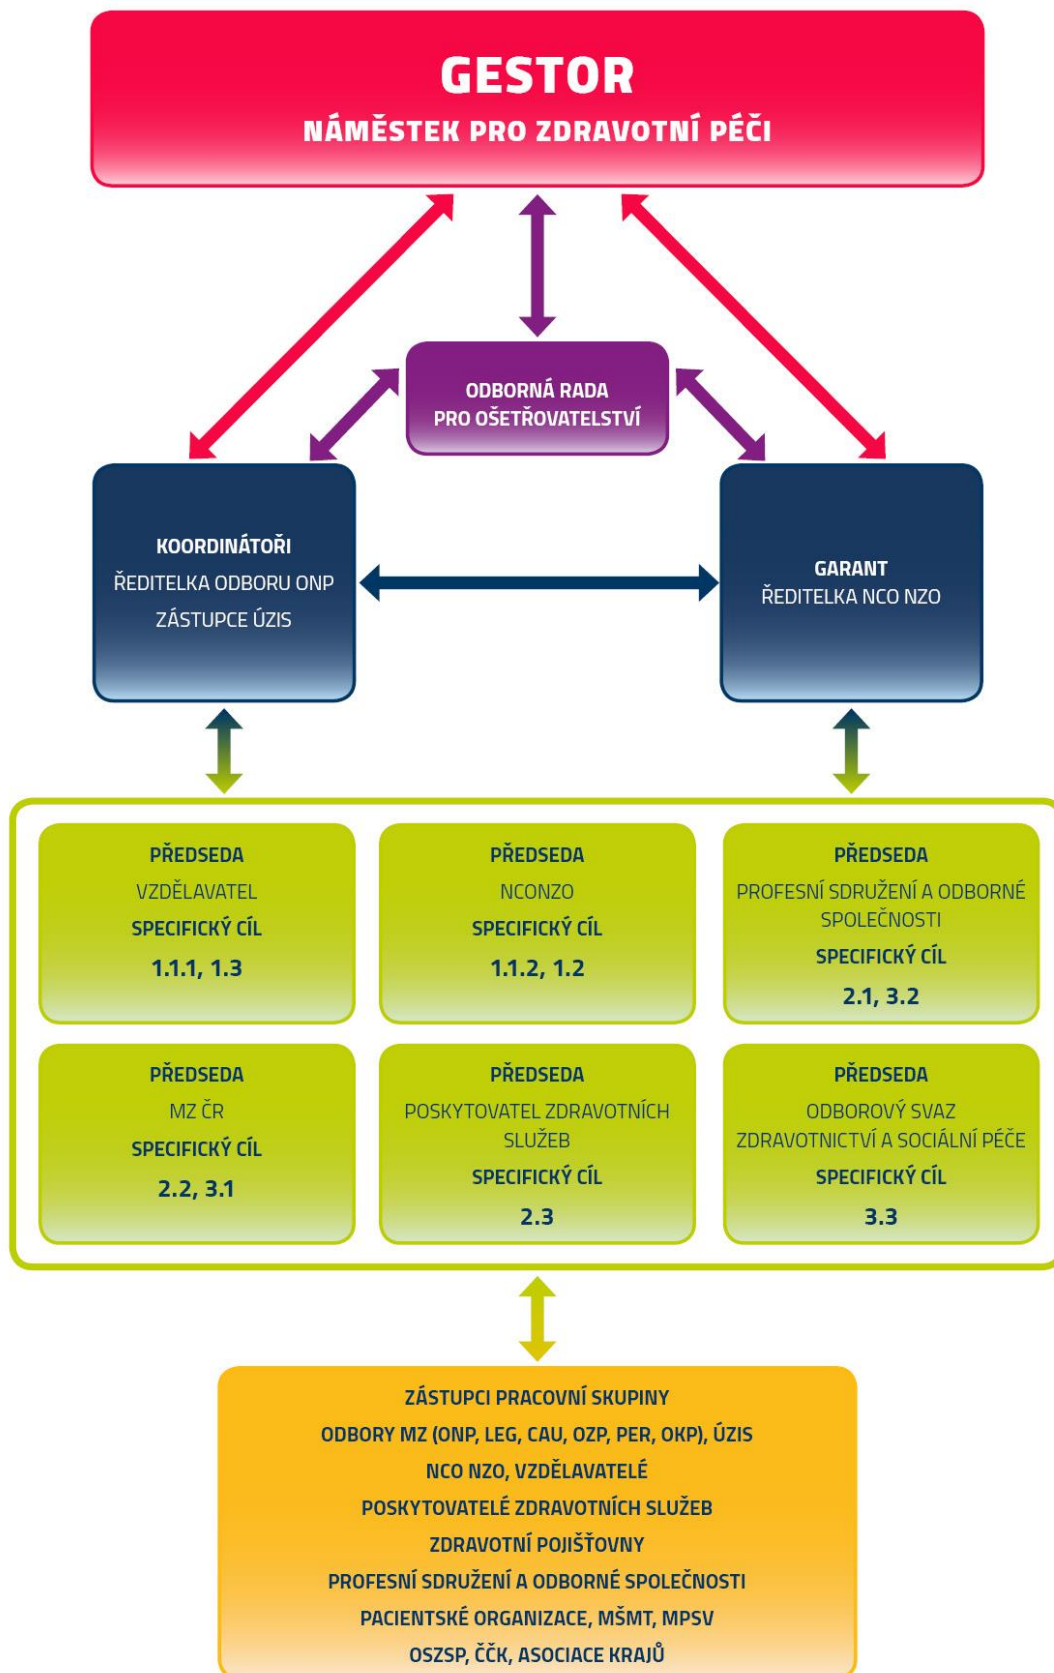 GESTOR
NÁMĚSTEK PRO ZDRAVOTNÍ PÉČI
ODBORNÁ RADA
PRO OŠETŘOVATELSTVÍ
KOORDINÁTOŘI
ŘEDITELKA ODBORU ONP
ZÁSTUPCE ÚZIS
GARANT
ŘEDITELKA NCO NZO
PŘEDSEDA
VZDĚLAVATEL
SPECIFICKÝ CÍL
1.1.1, 1.3
PŘEDSEDA
NCONZO
SPECIFICKÝ CÍL
1.1.2, 1.2
PŘEDSEDA
PROFESNÍ SDRUŽENÍ A ODBORNÉ
SPOLEČNOSTI
SPECIFICKÝ CÍL
2.1, 3.2
PŘEDSEDA
MZ ČR
SPECIFICKÝ CÍL
2.2, 3.1
PŘEDSEDA
POSKYTOVATEL ZDRAVOTNÍCH
SLUŽEB
SPECIFICKÝ CÍL
2.3
PŘEDSEDA
ODBOROVÝ SVAZ
ZDRAVOTNICTVÍ A SOCIÁLNÍ PÉČE
SPECIFICKÝ CÍL
3.3
ZÁSTUPCI PRACOVNÍ SKUPINY
ODBORY MZ (ONP, LEG, CAU, OZP, PER, OKP), ÚZIS
NCO NZO, VZDĚLAVATELÉ
POSKYTOVATELÉ ZDRAVOTNÍCH SLUŽEB
ZDRAVOTNÍ POJIŠŤOVNY
PROFESNÍ SDRUŽENÍ A ODBORNÉ SPOLEČNOSTI
PACIENTSKÉ ORGANIZACE, MŠMT, MPSV
OSZSP, ČČK, ASOCIACE KRAJŮ